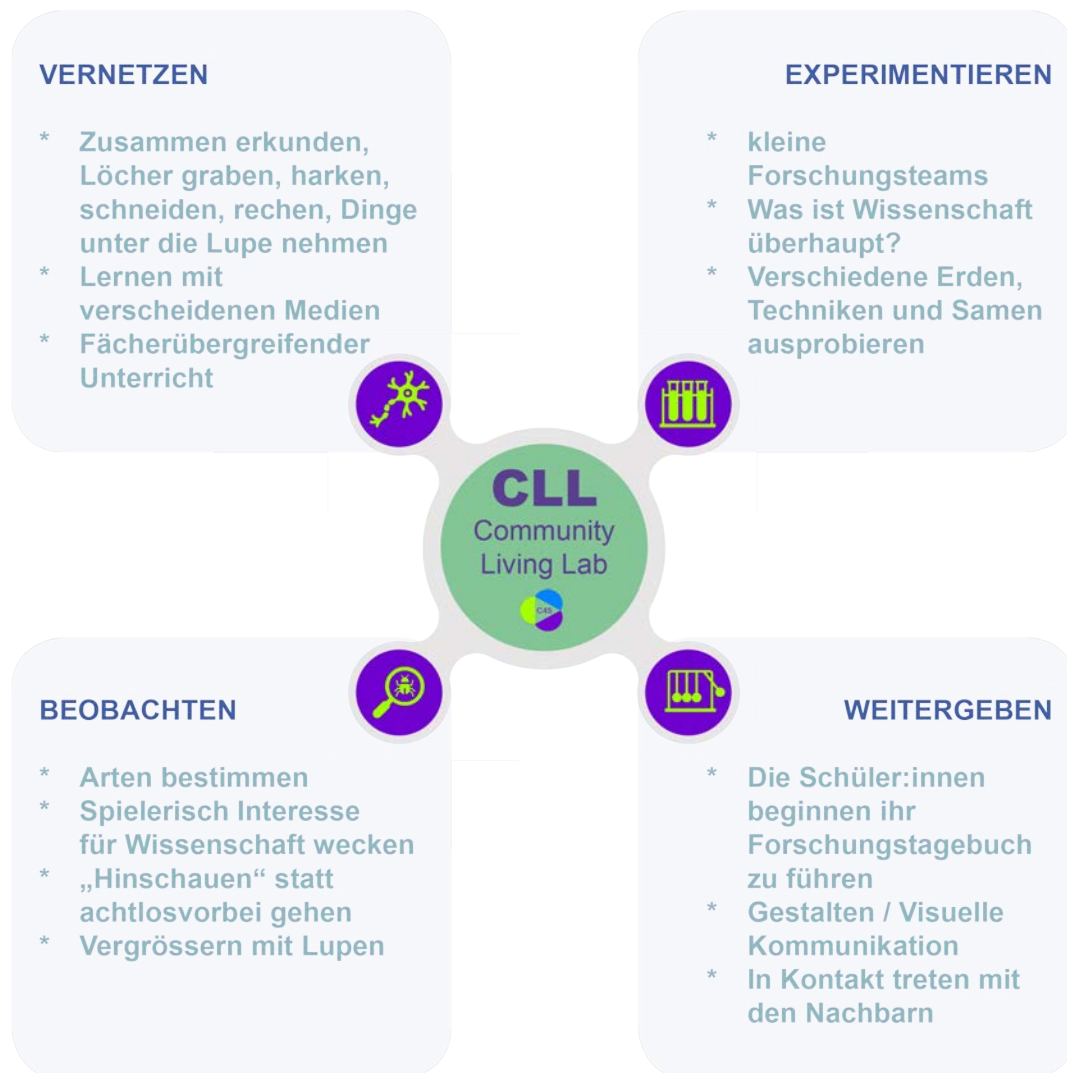 VERNETZEN
* Zusammen erkunden,
Löcher graben, harken,
schneiden, rechen, Dinge
unter die Lupe nehmen
* Lernen mit
verscheidenen Medien
* Fächerübergreifender
Unterricht
EXPERIMENTIEREN
* kleine
Forschungsteams
* Was ist Wissenschaft
überhaupt?
* Verschiedene Erden,
Techniken und Samen
ausprobieren
CLL
Community
Living Lab
C4S
BEOBACHTEN
* Arten bestimmen
* Spielerisch Interesse
für Wissenschaft wecken
* „Hinschauen“ statt
achtlosvorbei gehen
* Vergrössern mit Lupen
WEITERGEBEN
* Die Schüler:innen
beginnen ihr
Forschungstagebuch
zu führen
* Gestalten / Visuelle
Kommunikation
* In Kontakt treten mit
den Nachbarn